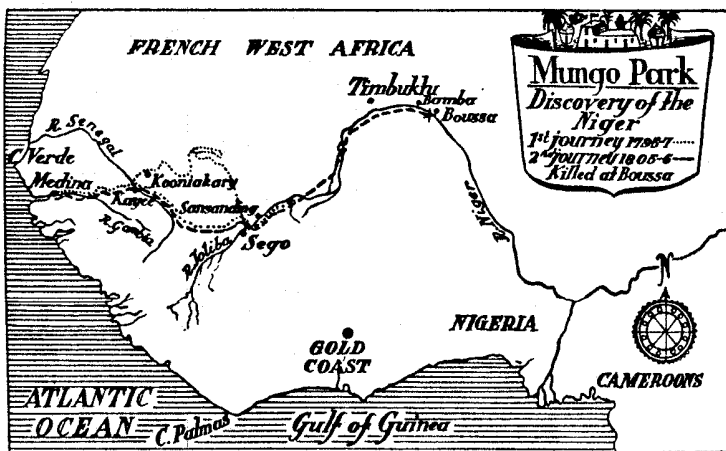 FRENCH WEST AFRICA
Mungo Park
Discovery of the
Niger
1st journey 1795-7 ........
2nd journey 1805-6 ----
Killed at Boussa
Timbuktu
Bamba
Boussa
R. Senegal
C. Verde
Medina
Kooniakary
Kayee
Sansanding
R. Gambia
Sego
R. Joliba
R. Niger
N
NIGERIA
GOLD
COAST
CAMEROONS
ATLANTIC
OCEAN
C. Palmas
Gulf of Guinea